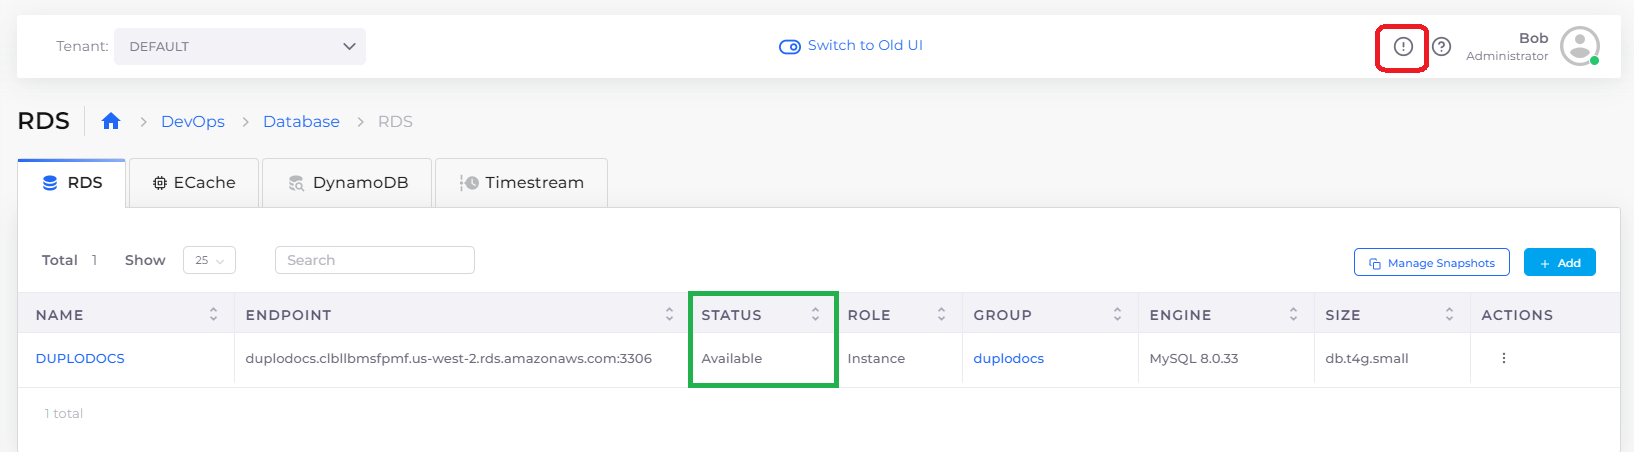 Tenant: DEFAULT Switch to Old UI Bob
Administrator
RDS DevOps Database RDS
RDS ECache DynamoDB Timestream
Total 1 Show 25 Search Manage Snapshots + Add
NAME ENDPOINT STATUS ROLE GROUP ENGINE SIZE ACTIONS
DUPLODOCS duplodocs.clbllbmsfpmf.us-west-2.rds.amazonaws.com:3306 Available Instance duplodocs MySQL 8.0.33 db.t4g.small
1 total